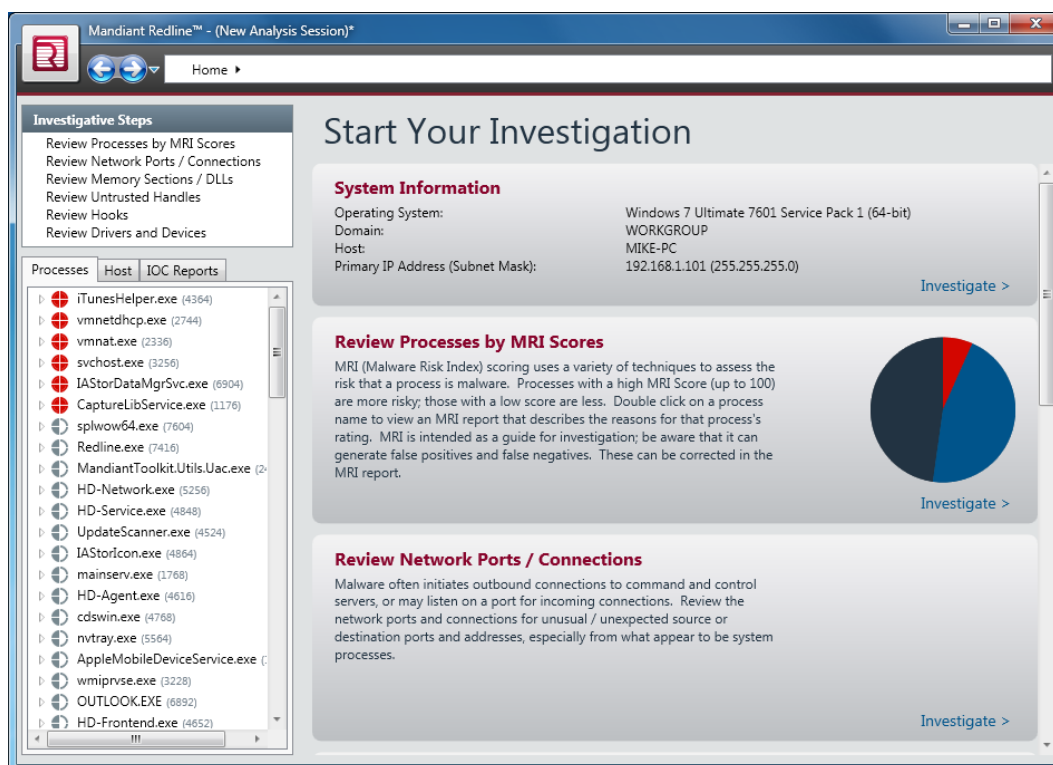 Mandiant Redline™ - (New Analysis Session)*
Home
Investigative Steps
Review Processes by MRI Scores
Review Network Ports / Connections
Review Memory Sections / DLLs
Review Untrusted Handles
Review Hooks
Review Drivers and Devices
Processes Host IOC Reports
iTunesHelper.exe (4364)
vmnetdhcp.exe (2744)
vmnat.exe (2336)
svchost.exe (3256)
IAStorDataMgrSvc.exe (6904)
CaptureLibService.exe (1176)
splwow64.exe (7604)
Redline.exe (7416)
MandiantToolkit.Utils.Uac.exe
HD-Network.exe (5256)
HD-Service.exe (4848)
UpdateScanner.exe (4524)
IAStorIcon.exe (4864)
mainserv.exe (1768)
HD-Agent.exe (4616)
cdswin.exe (4768)
nvtray.exe (5564)
AppleMobileDeviceService.exe
wmiprvse.exe (3228)
OUTLOOK.EXE (6892)
HD-Frontend.exe (4652)
Start Your Investigation
System Information
Operating System: Windows 7 Ultimate 7601 Service Pack 1 (64-bit)
Domain: WORKGROUP
Host: MIKE-PC
Primary IP Address (Subnet Mask): 192.168.1.101 (255.255.255.0)
Investigate >
Review Processes by MRI Scores
MRI (Malware Risk Index) scoring uses a variety of techniques to assess the
risk that a process is malware. Processes with a high MRI Score (up to 100)
are more risky; those with a low score are less. Double click on a process
name to view an MRI report that describes the reasons for that process's
rating. MRI is intended as a guide for investigation; be aware that it can
generate false positives and false negatives. These can be corrected in the
MRI report.
Investigate >
Review Network Ports / Connections
Malware often initiates outbound connections to command and control
servers, or may listen on a port for incoming connections. Review the
network ports and connections for unusual / unexpected source or
destination ports and addresses, especially from what appear to be system
processes.
Investigate >